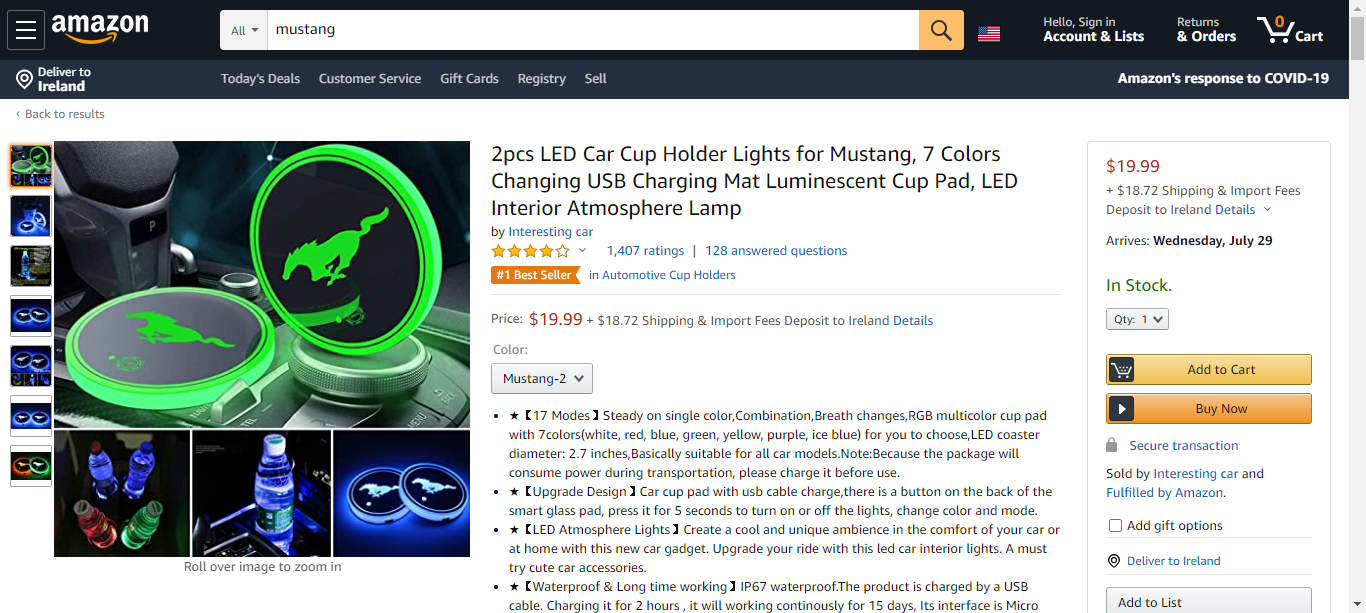 amazon
All
mustang
Hello, Sign in
Account & Lists
Returns
& Orders
0
Cart
Deliver to
Ireland
Today's Deals
Customer Service
Gift Cards
Registry
Sell
Amazon's response to COVID-19
‹ Back to results
P
MENU
Roll over image to zoom in
2pcs LED Car Cup Holder Lights for Mustang, 7 Colors
Changing USB Charging Mat Luminescent Cup Pad, LED
Interior Atmosphere Lamp
by Interesting car
1,407 ratings | 128 answered questions
#1 Best Seller in Automotive Cup Holders
Price: $19.99 + $18.72 Shipping & Import Fees Deposit to Ireland Details
Color:
Mustang-2
• ★【17 Modes】Steady on single color,Combination,Breath changes,RGB multicolor cup pad
with 7colors(white, red, blue, green, yellow, purple, ice blue) for you to choose,LED coaster
diameter: 2.7 inches,Basically suitable for all car models.Note:Because the package will
consume power during transportation, please charge it before use.
• ★【Upgrade Design】Car cup pad with usb cable charge,there is a button on the back of the
smart glass pad, press it for 5 seconds to turn on or off the lights, change color and mode.
• ★【LED Atmosphere Lights】Create a cool and unique ambience in the comfort of your car or
at home with this new car gadget. Upgrade your ride with this led car interior lights. A must
try cute car accessories.
• ★【Waterproof & Long time working】IP67 waterproof.The product is charged by a USB
cable. Charging it for 2 hours , it will working continously for 15 days, Its interface is Micro
$19.99
+ $18.72 Shipping & Import Fees
Deposit to Ireland Details
Arrives: Wednesday, July 29
In Stock.
Qty: 1
Add to Cart
Buy Now
Secure transaction
Sold by Interesting car and
Fulfilled by Amazon.
Add gift options
Deliver to Ireland
Add to List